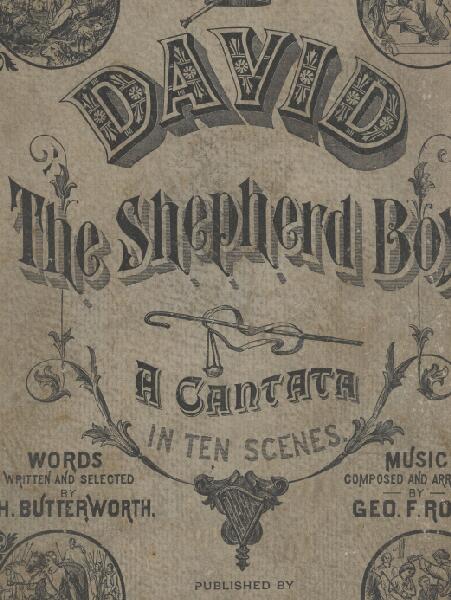 DAVID
The Shepherd Boy
A CANTATA
IN TEN SCENES.
WORDS
WRITTEN AND SELECTED
BY
H. BUTTERWORTH.
MUSIC
COMPOSED AND ARR
BY
GEO. F. RO
PUBLISHED BY